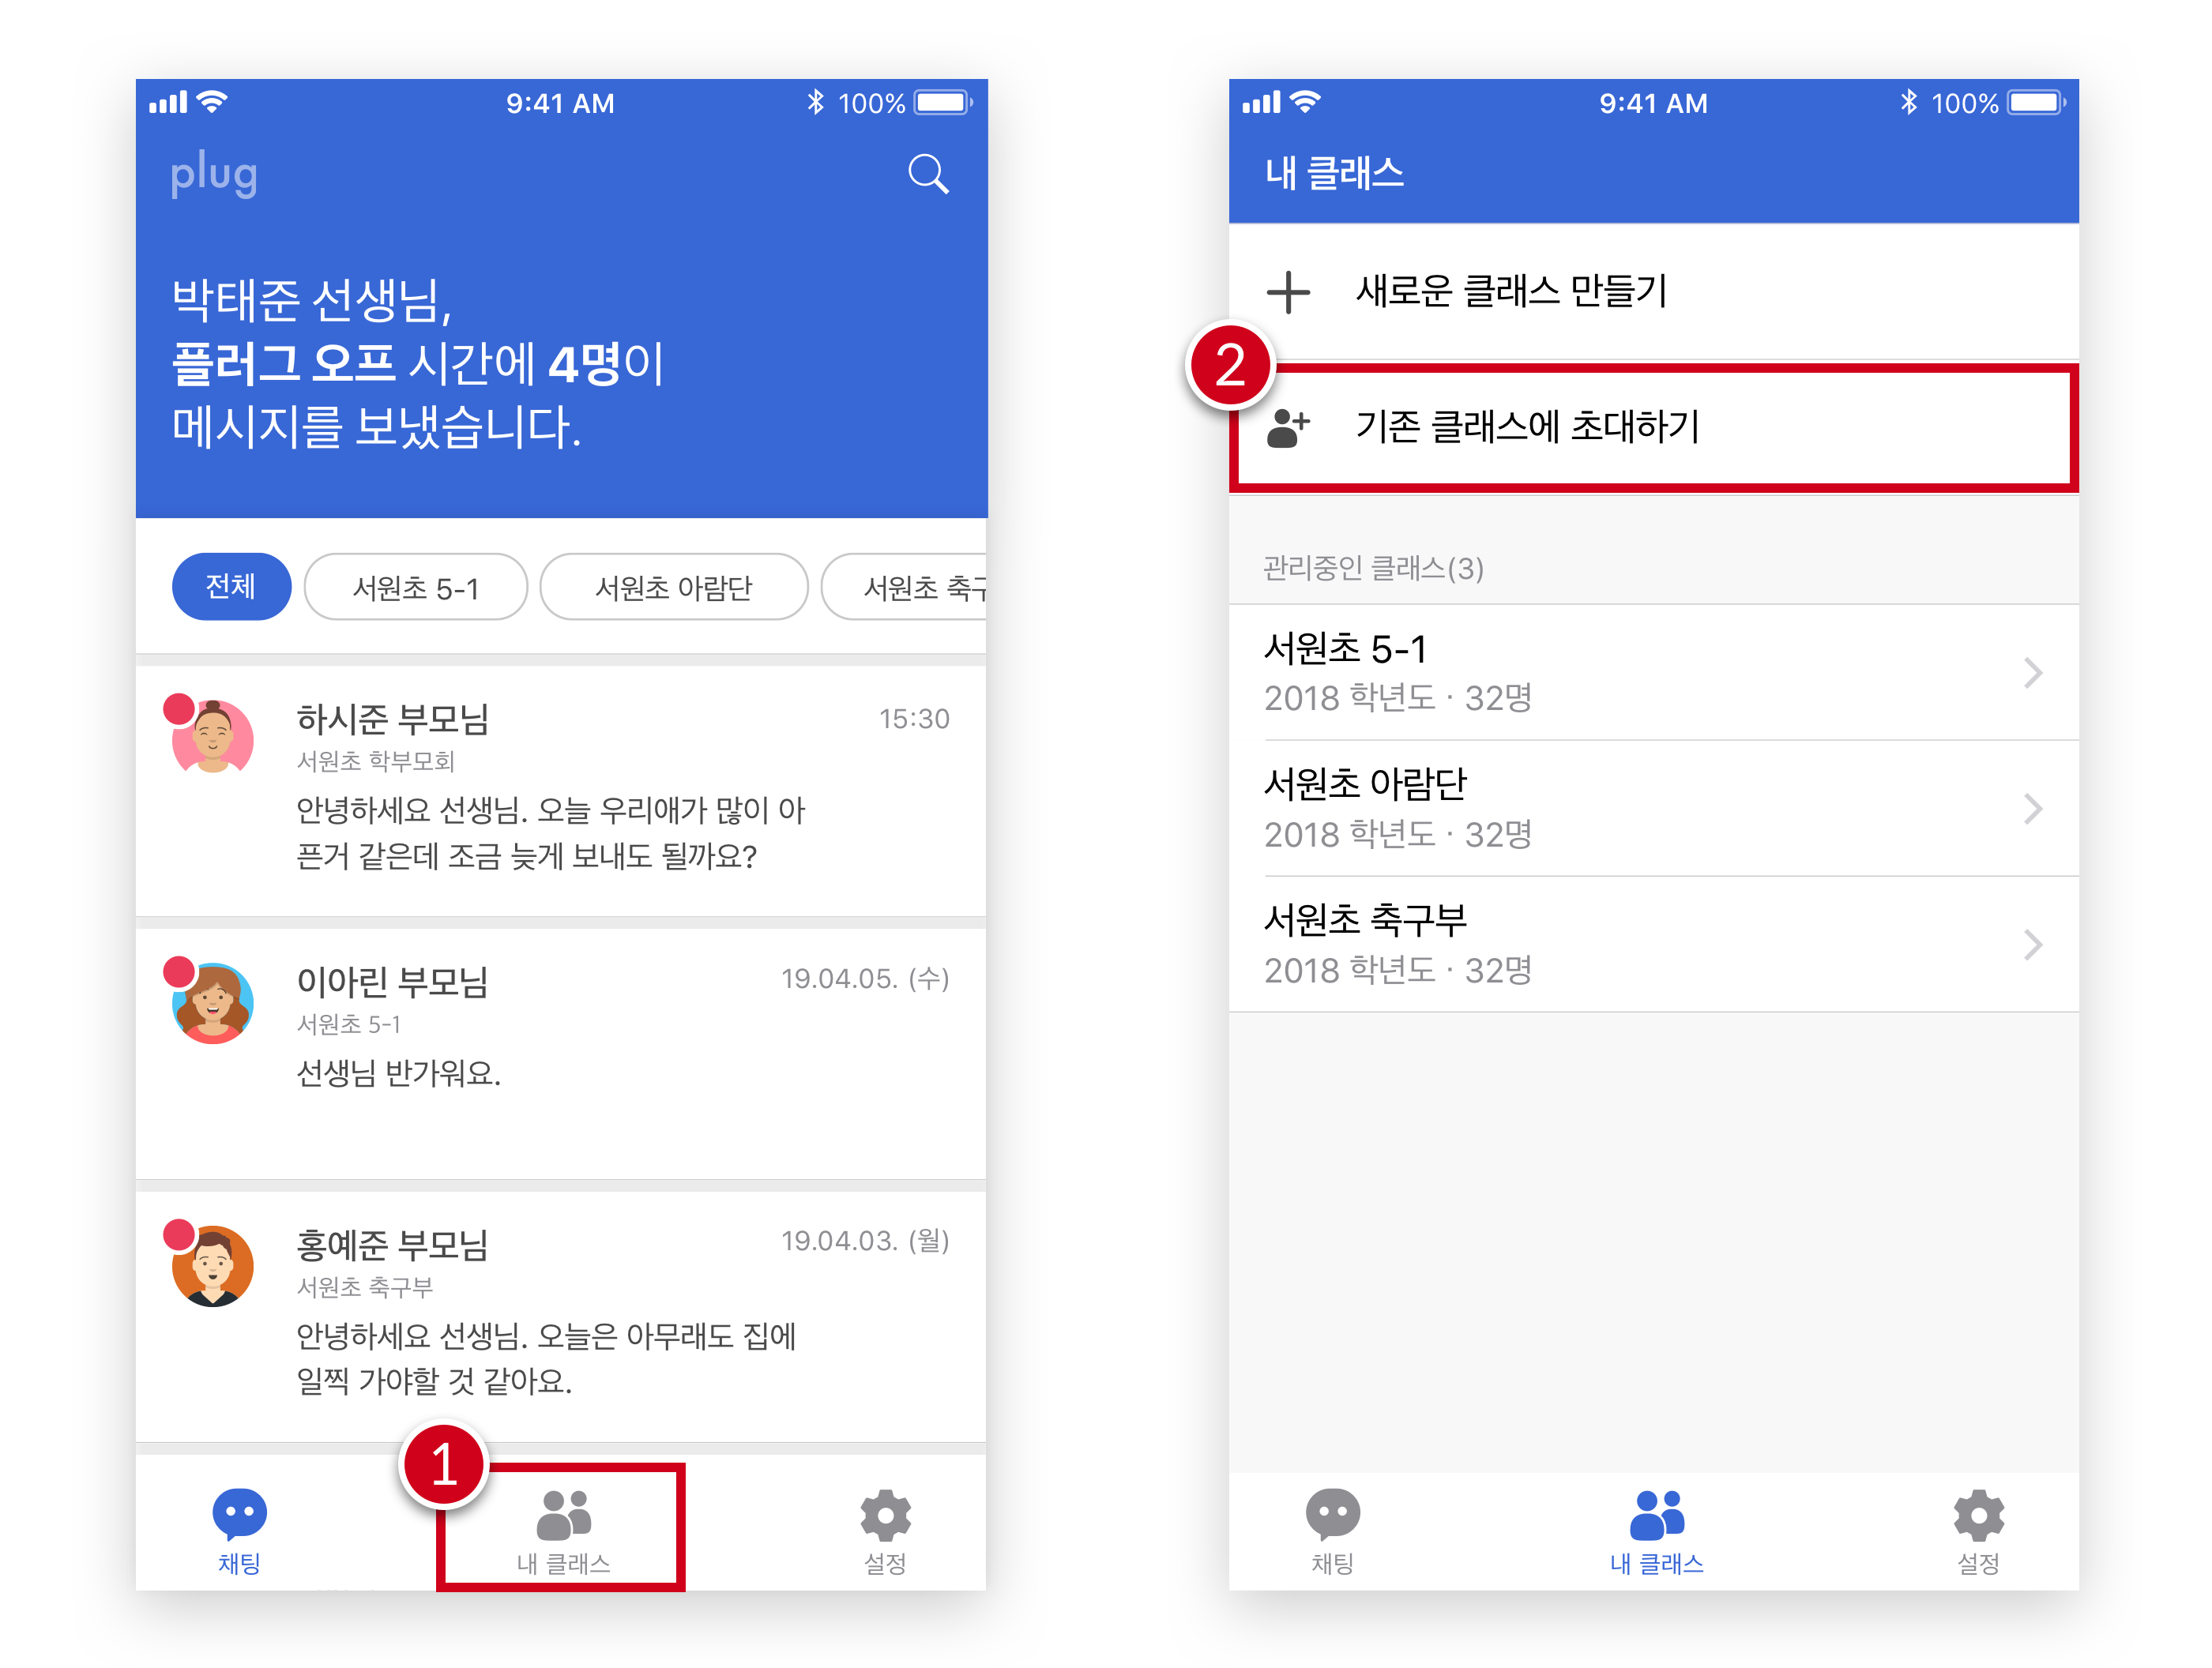 9:41 AM
100%
plug
박태준 선생님,
플러그 오프 시간에 4명이
메시지를 보냈습니다.
전체
서원초 5-1
서원초 아람단
서원초 축구
하시준 부모님
15:30
서원초 학부모회
안녕하세요 선생님. 오늘 우리애가 많이 아
픈거 같은데 조금 늦게 보내도 될까요?
이아린 부모님
19.04.05. (수)
서원초 5-1
선생님 반가워요.
홍예준 부모님
19.04.03. (월)
서원초 축구부
안녕하세요 선생님. 오늘은 아무래도 집에
일찍 가야할 것 같아요.
1
채팅
내 클래스
설정
9:41 AM
100%
내 클래스
새로운 클래스 만들기
2
기존 클래스에 초대하기
관리중인 클래스(3)
서원초 5-1
2018 학년도 · 32명
서원초 아람단
2018 학년도 · 32명
서원초 축구부
2018 학년도 · 32명
채팅
내 클래스
설정